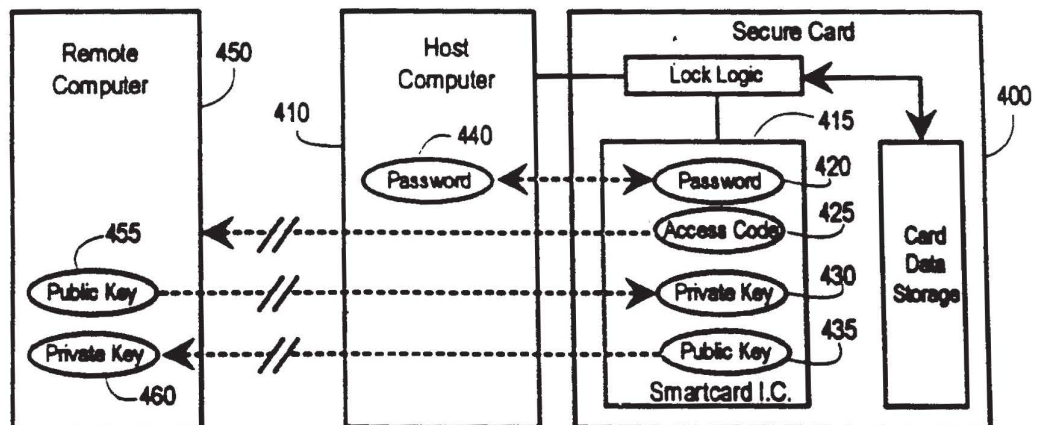 Remote
Computer
450
Host
Computer
410
440
Password
Secure Card
Lock Logic
400
415
Password
420
Access Code
425
455
Public Key
Private Key
430
Private Key
460
Public Key
435
Smartcard I.C.
Card
Data
Storage